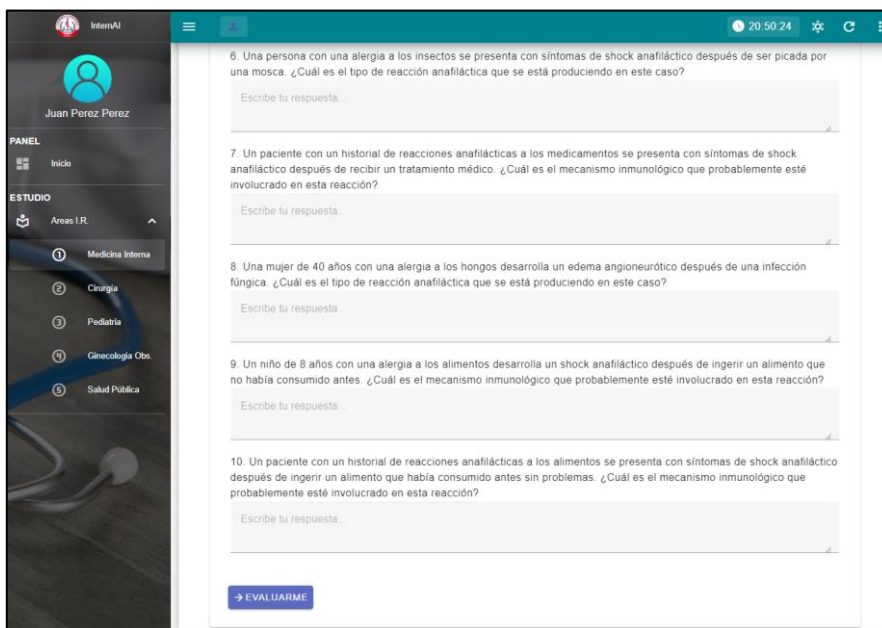 InternAI
20:50:24
Juan Perez Perez
PANEL
Inicio
ESTUDIO
Areas I.R.
1 Medicina Interna
2 Cirugía
3 Pediatria
4 Ginecologia Obs.
5 Salud Pública
6. Una persona con una alergia a los insectos se presenta con síntomas de shock anafiláctico después de ser picada por
una mosca. ¿Cuál es el tipo de reacción anafiláctica que se está produciendo en este caso?
Escribe tu respuesta...
7. Un paciente con un historial de reacciones anafilácticas a los medicamentos se presenta con síntomas de shock
anafiláctico después de recibir un tratamiento médico. ¿Cuál es el mecanismo inmunológico que probablemente esté
involucrado en esta reacción?
Escribe tu respuesta...
8. Una mujer de 40 años con una alergia a los hongos desarrolla un edema angioneurótico después de una infección
fúngica. ¿Cuál es el tipo de reacción anafiláctica que se está produciendo en este caso?
Escribe tu respuesta...
9. Un niño de 8 años con una alergia a los alimentos desarrolla un shock anafiláctico después de ingerir un alimento que
no había consumido antes. ¿Cuál es el mecanismo inmunológico que probablemente esté involucrado en esta reacción?
Escribe tu respuesta...
10. Un paciente con un historial de reacciones anafilácticas a los alimentos se presenta con síntomas de shock anafiláctico
después de ingerir un alimento que había consumido antes sin problemas. ¿Cuál es el mecanismo inmunológico que
probablemente esté involucrado en esta reacción?
Escribe tu respuesta...
EVALUARME